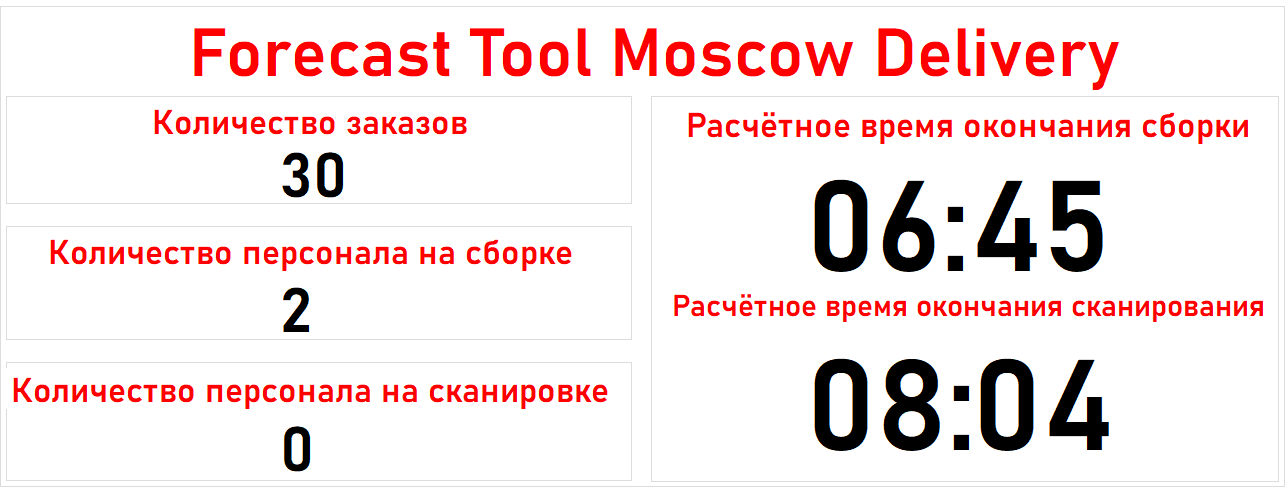 Forecast Tool Moscow Delivery
Количество заказов
30
Количество персонала на сборке
2
Количество персонала на сканировке
0
Расчётное время окончания сборки
06:45
Расчётное время окончания сканирования
08:04